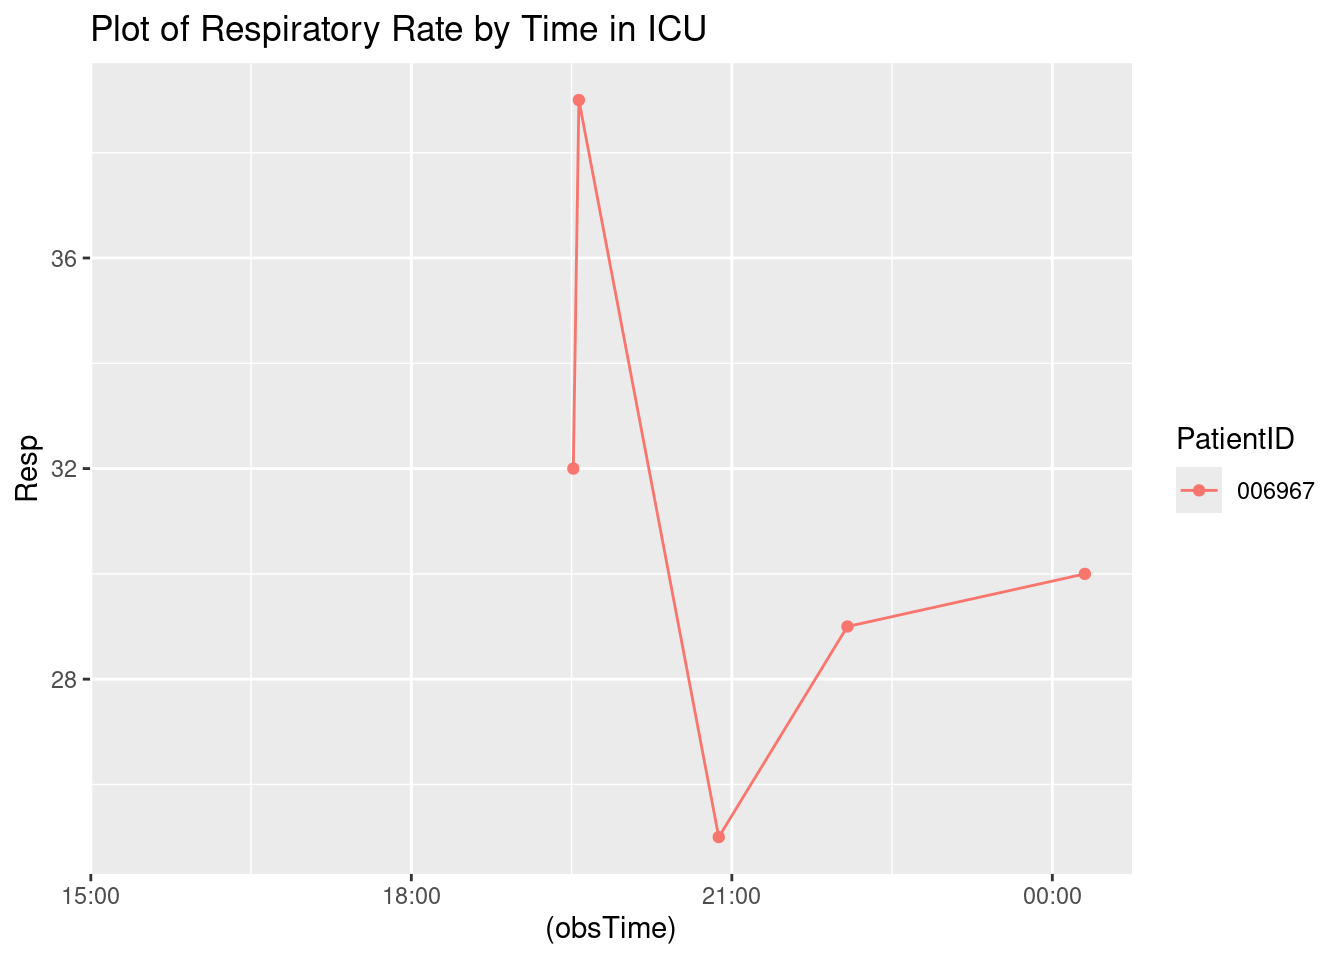 Plot of Respiratory Rate by Time in ICU
36
32
28
Resp
15:00
18:00
21:00
00:00
(obsTime)
PatientID
006967